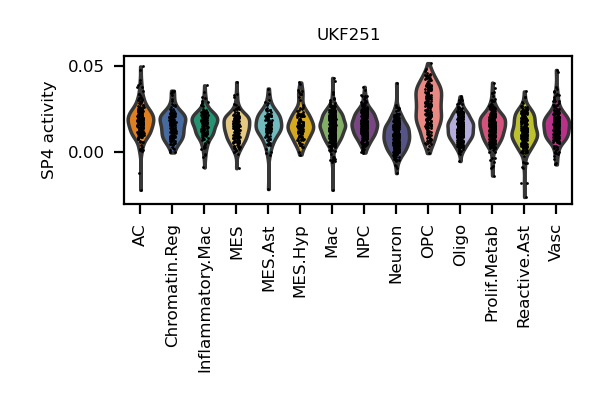 UKF251
SP4 activity
0.05
0.00
AC
Chromatin.Reg
Inflammatory.Mac
MES
MES.Ast
MES.Hyp
Mac
NPC
Neuron
OPC
Oligo
Prolif.Metab
Reactive.Ast
Vasc